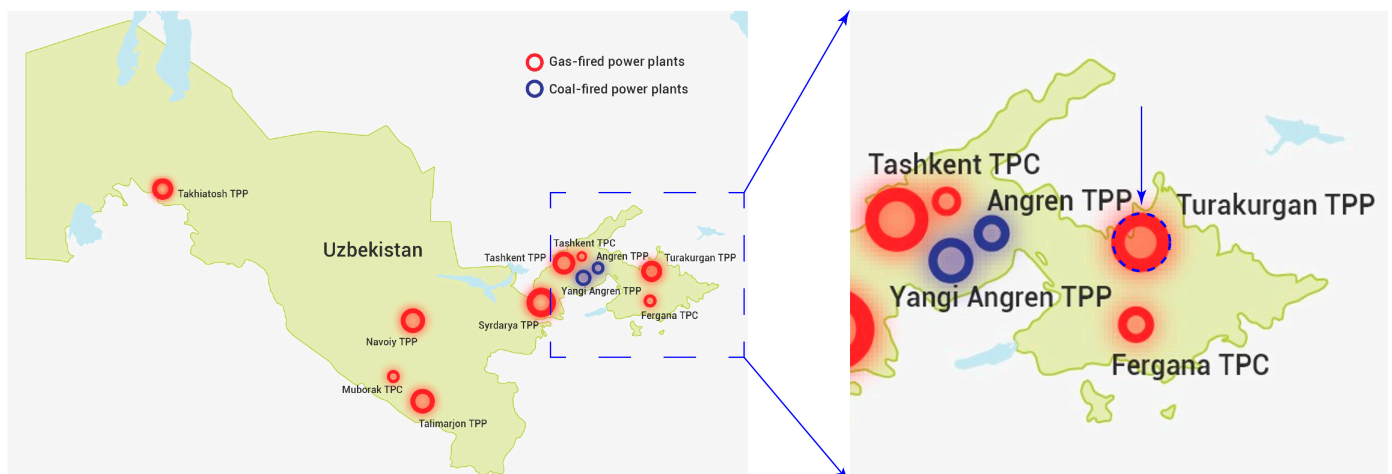 Gas-fired power plants
Coal-fired power plants
Takhiatosh TPP
Uzbekistan
Tashkent TPC
Tashkent TPP
Angren TPP
Turakurgan TPP
Yangi Angren TPP
Fergana TPC
Syrdarya TPP
Navoiy TPP
Muborak TPC
Talimarjon TPP
Tashkent TPC
Angren TPP
Turakurgan TPP
Yangi Angren TPP
Fergana TPC